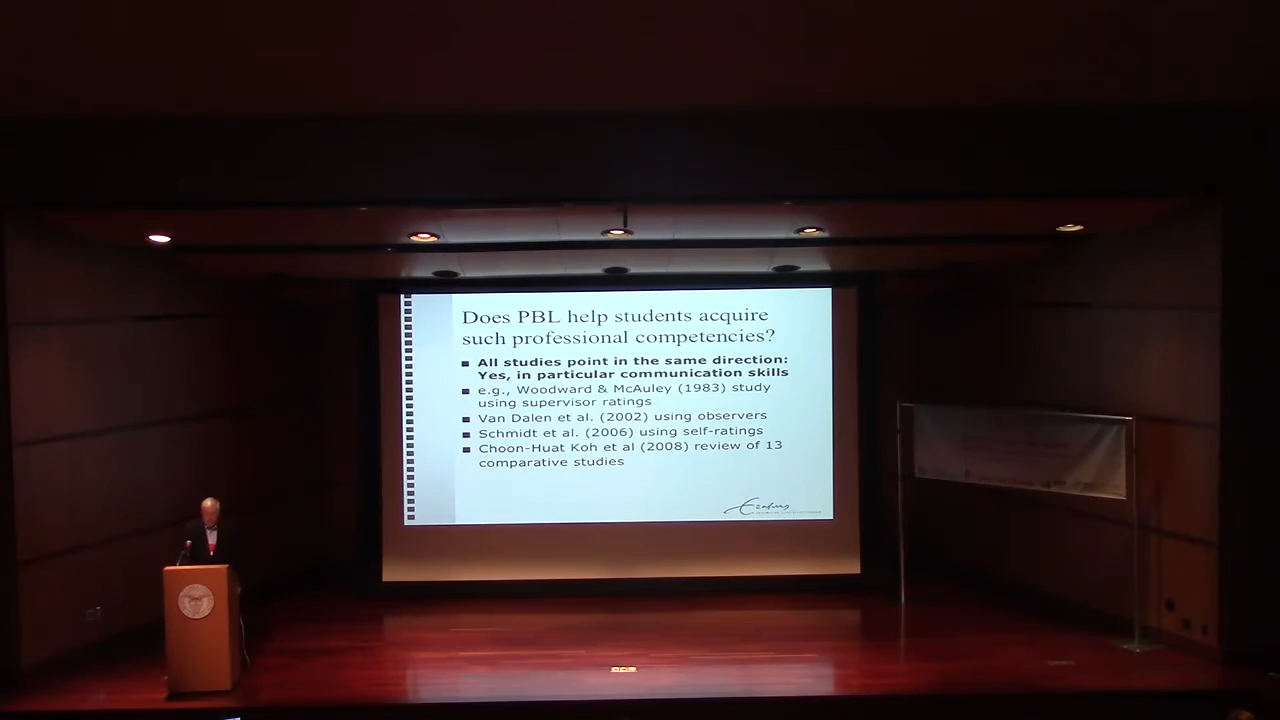 Does PBL help students acquire
such professional competencies?
All studies point in the same direction:
Yes, in particular communication skills
e.g., Woodward & McAuley (1983) study
using supervisor ratings
Van Dalen et al. (2002) using observers
Schmidt et al. (2006) using self-ratings
Choon-Huat Koh et al (2008) review of 13
comparative studies
Erasmus